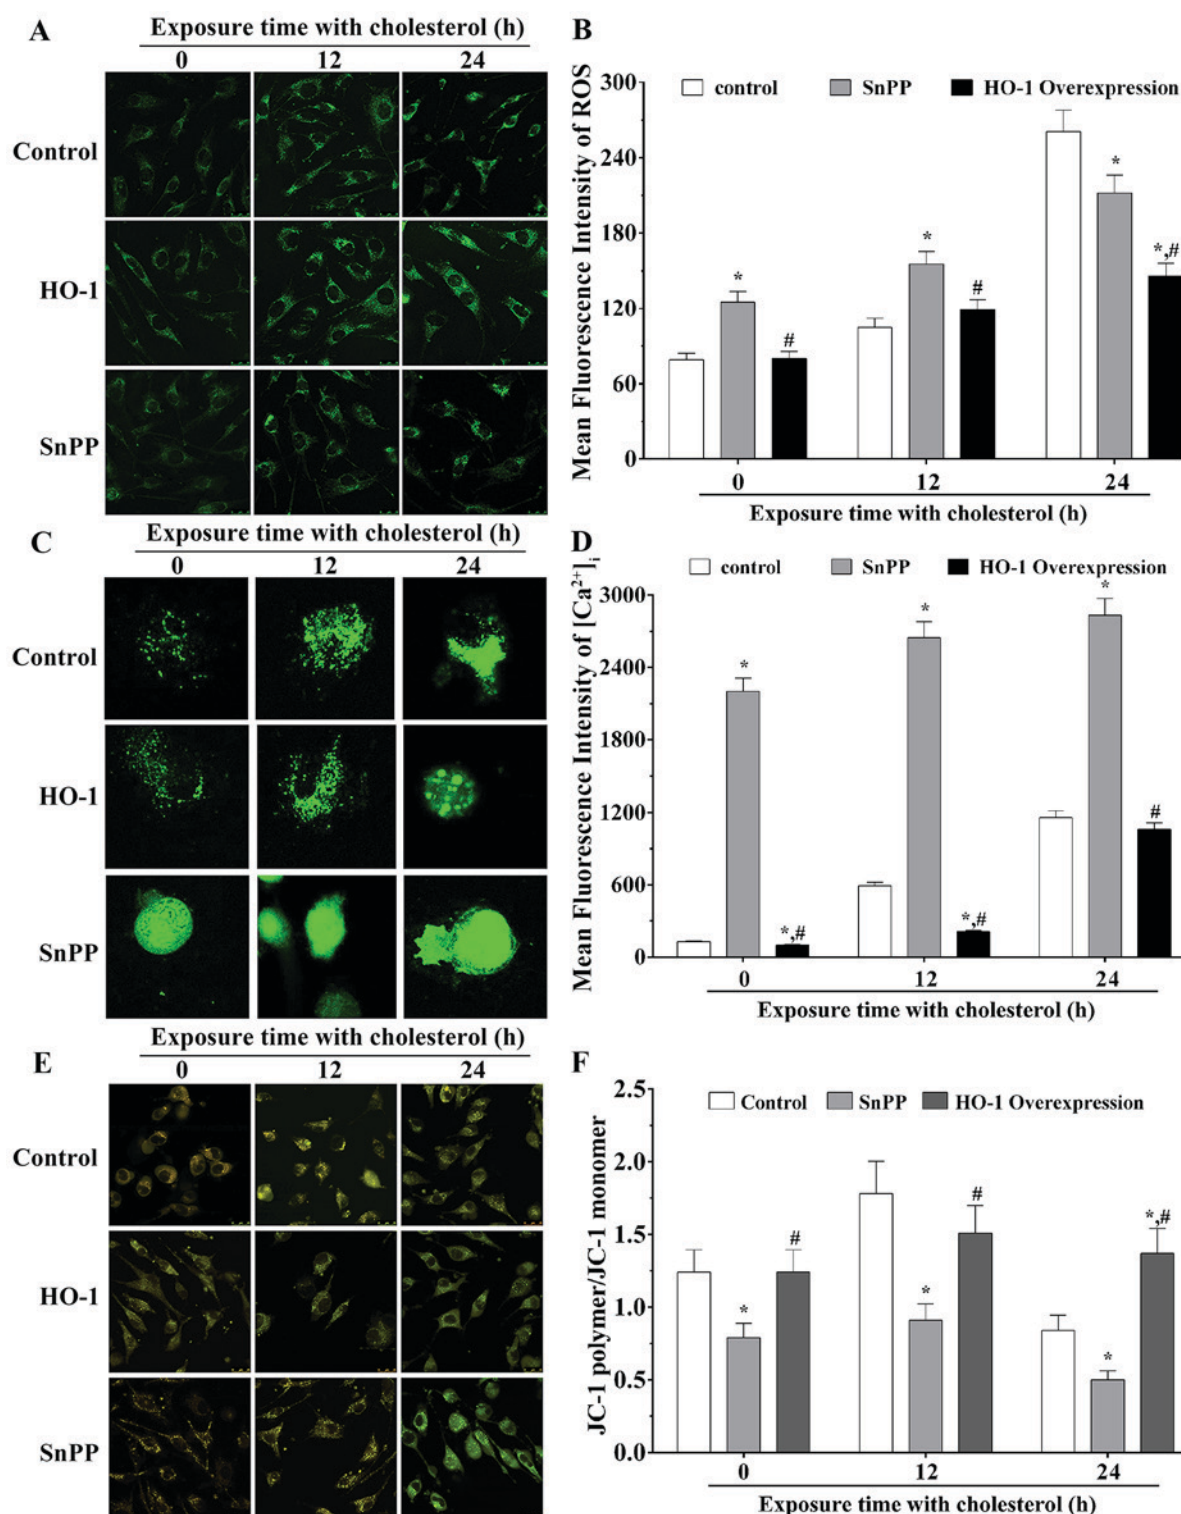 A
Exposure time with cholesterol (h)
0 12 24
Control
HO-1
SnPP
B
control SnPP HO-1 Overexpression
Mean Fluorescence Intensity of ROS
300
240
180
120
60
0
* # * # * *,#
0 12 24
Exposure time with cholesterol (h)
C
Exposure time with cholesterol (h)
0 12 24
Control
HO-1
SnPP
D
control SnPP HO-1 Overexpression
Mean Fluorescence Intensity of [Ca²⁺]ᵢ
3000
2400
1800
1200
600
0
* *,# * *,# * #
0 12 24
Exposure time with cholesterol (h)
E
Exposure time with cholesterol (h)
0 12 24
Control
HO-1
SnPP
F
Control SnPP HO-1 Overexpression
JC-1 polymer/JC-1 monomer
2.5
2.0
1.5
1.0
0.5
0.0
* # * # * *,#
0 12 24
Exposure time with cholesterol (h)